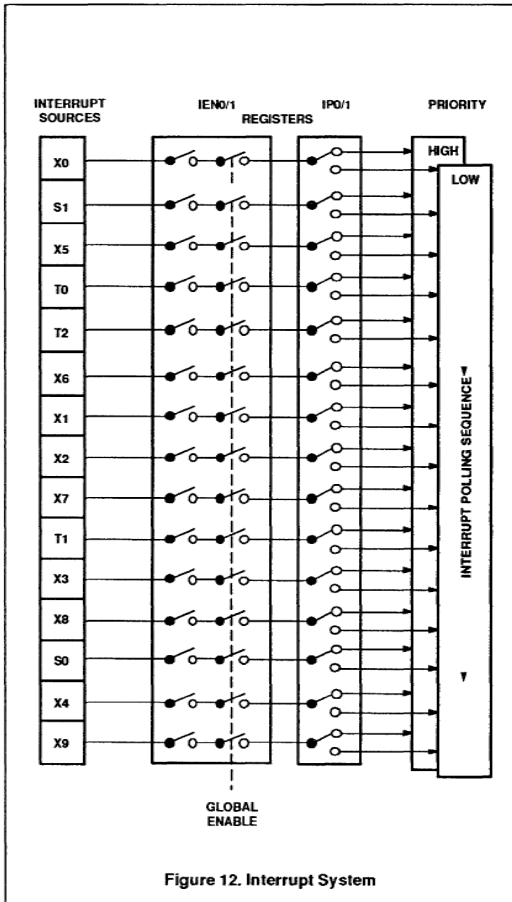 INTERRUPT
SOURCES
IEN0/1
IP0/1
REGISTERS
PRIORITY
HIGH
LOW
X0
S1
X5
T0
T2
X6
X1
X2
X7
T1
X3
X8
S0
X4
X9
INTERRUPT POLLING SEQUENCE
GLOBAL
ENABLE
Figure 12. Interrupt System